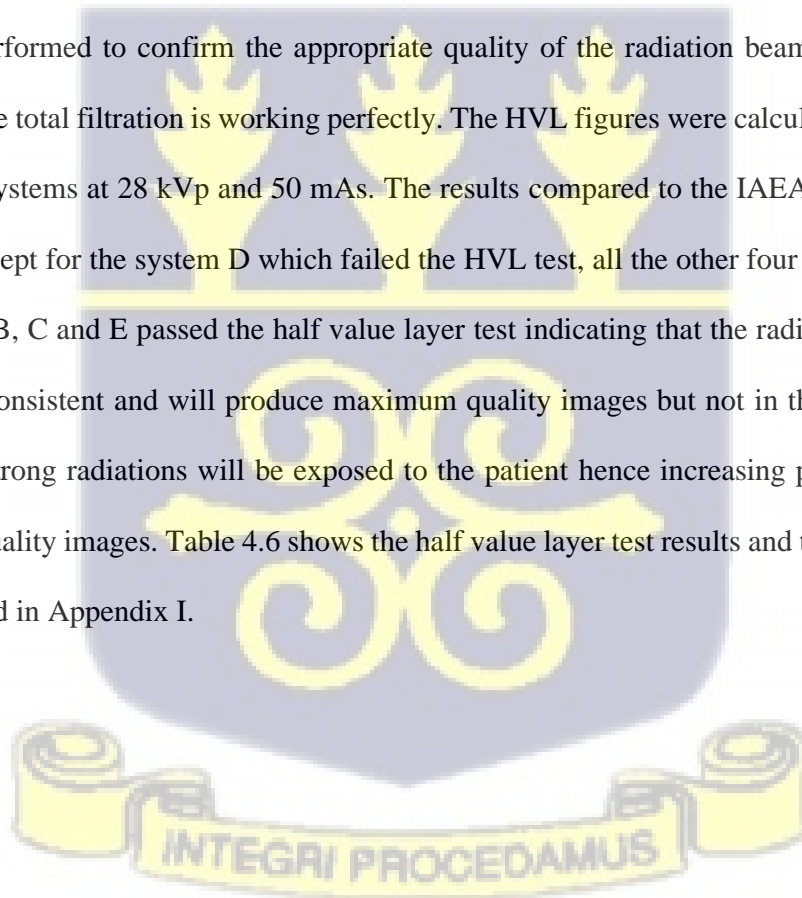 rformed to confirm the appropriate quality of the radiation beam
e total filtration is working perfectly. The HVL figures were calcul
ystems at 28 kVp and 50 mAs. The results compared to the IAEA
ept for the system D which failed the HVL test, all the other four
B, C and E passed the half value layer test indicating that the radi
onsistent and will produce maximum quality images but not in th
rong radiations will be exposed to the patient hence increasing p
uality images. Table 4.6 shows the half value layer test results and t
d in Appendix I.
INTEGRI PROCEDAMUS